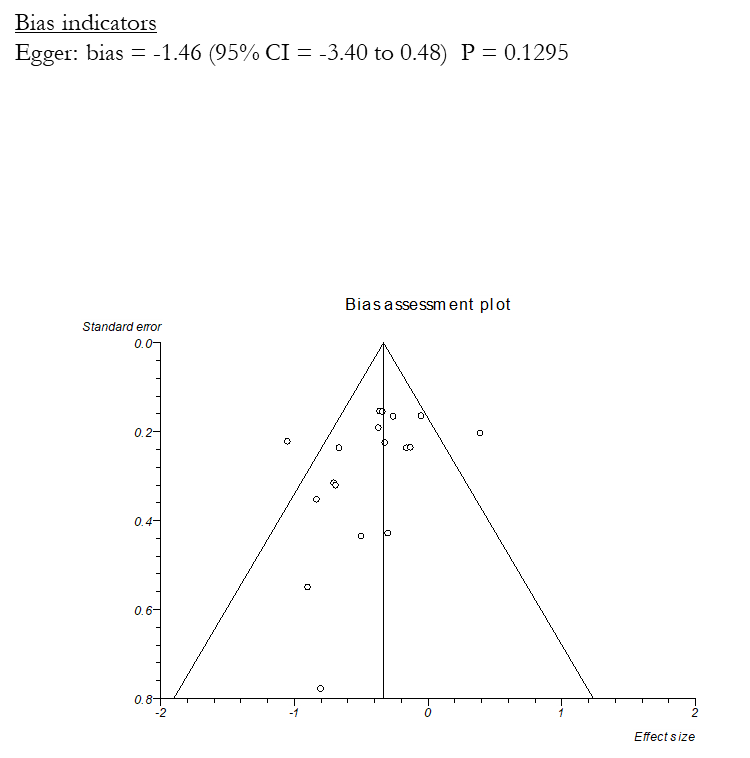 Bias indicators
Egger: bias = -1.46 (95% CI = -3.40 to 0.48) P = 0.1295
Bias assessment plot
Standard error
0.0
0.2
0.4
0.6
0.8
-2 -1 0 1 2
Effect size